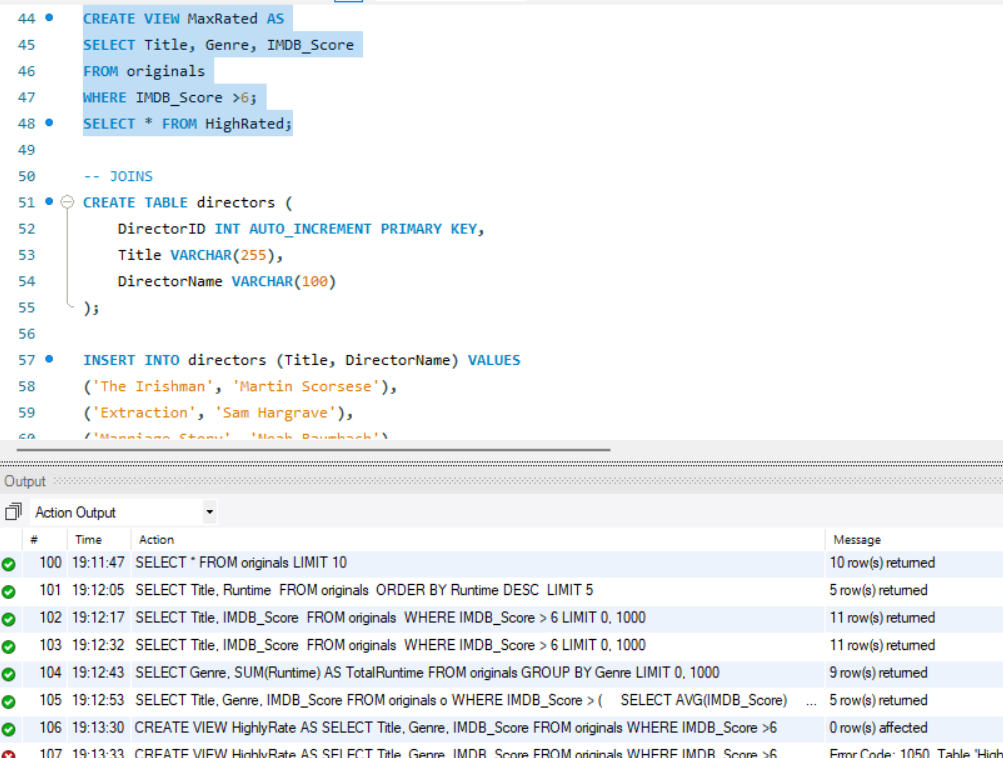 44 CREATE VIEW MaxRated AS
45 SELECT Title, Genre, IMDB_Score
46 FROM originals
47 WHERE IMDB_Score >6;
48 SELECT * FROM HighRated;
49
50 -- JOINS
51 CREATE TABLE directors (
52 DirectorID INT AUTO_INCREMENT PRIMARY KEY,
53 Title VARCHAR(255),
54 DirectorName VARCHAR(100)
55 );
56
57 INSERT INTO directors (Title, DirectorName) VALUES
58 ('The Irishman', 'Martin Scorsese'),
59 ('Extraction', 'Sam Hargrave'),
60 ('Marriage Story', 'Noah Baumbach')
Output
Action Output
# Time Action Message
100 19:11:47 SELECT * FROM originals LIMIT 10 10 row(s) returned
101 19:12:05 SELECT Title, Runtime FROM originals ORDER BY Runtime DESC LIMIT 5 5 row(s) returned
102 19:12:17 SELECT Title, IMDB_Score FROM originals WHERE IMDB_Score > 6 LIMIT 0, 1000 11 row(s) returned
103 19:12:32 SELECT Title, IMDB_Score FROM originals WHERE IMDB_Score > 6 LIMIT 0, 1000 11 row(s) returned
104 19:12:43 SELECT Genre, SUM(Runtime) AS TotalRuntime FROM originals GROUP BY Genre LIMIT 0, 1000 9 row(s) returned
105 19:12:53 SELECT Title, Genre, IMDB_Score FROM originals o WHERE IMDB_Score > ( SELECT AVG(IMDB_Score) ... 5 row(s) returned
106 19:13:30 CREATE VIEW HighlyRate AS SELECT Title, Genre, IMDB_Score FROM originals WHERE IMDB_Score >6 0 row(s) affected
107 19:13:33 CREATE VIEW HighlyRate AS SELECT Title, Genre, IMDB_Score FROM originals WHERE IMDB_Score >6 Error Code: 1050. Table 'High